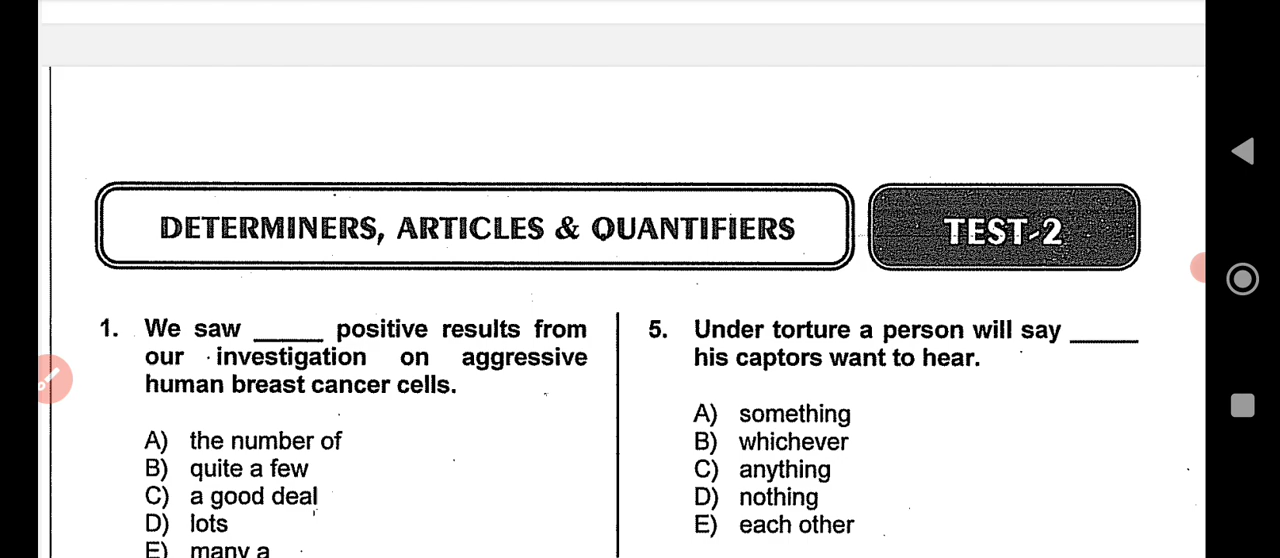 DETERMINERS, ARTICLES & QUANTIFIERS
TEST-2
1. We saw _____ positive results from
our investigation on aggressive
human breast cancer cells.
A) the number of
B) quite a few
C) a good deal
D) lots
E) many a
5. Under torture a person will say _____
his captors want to hear.
A) something
B) whichever
C) anything
D) nothing
E) each other